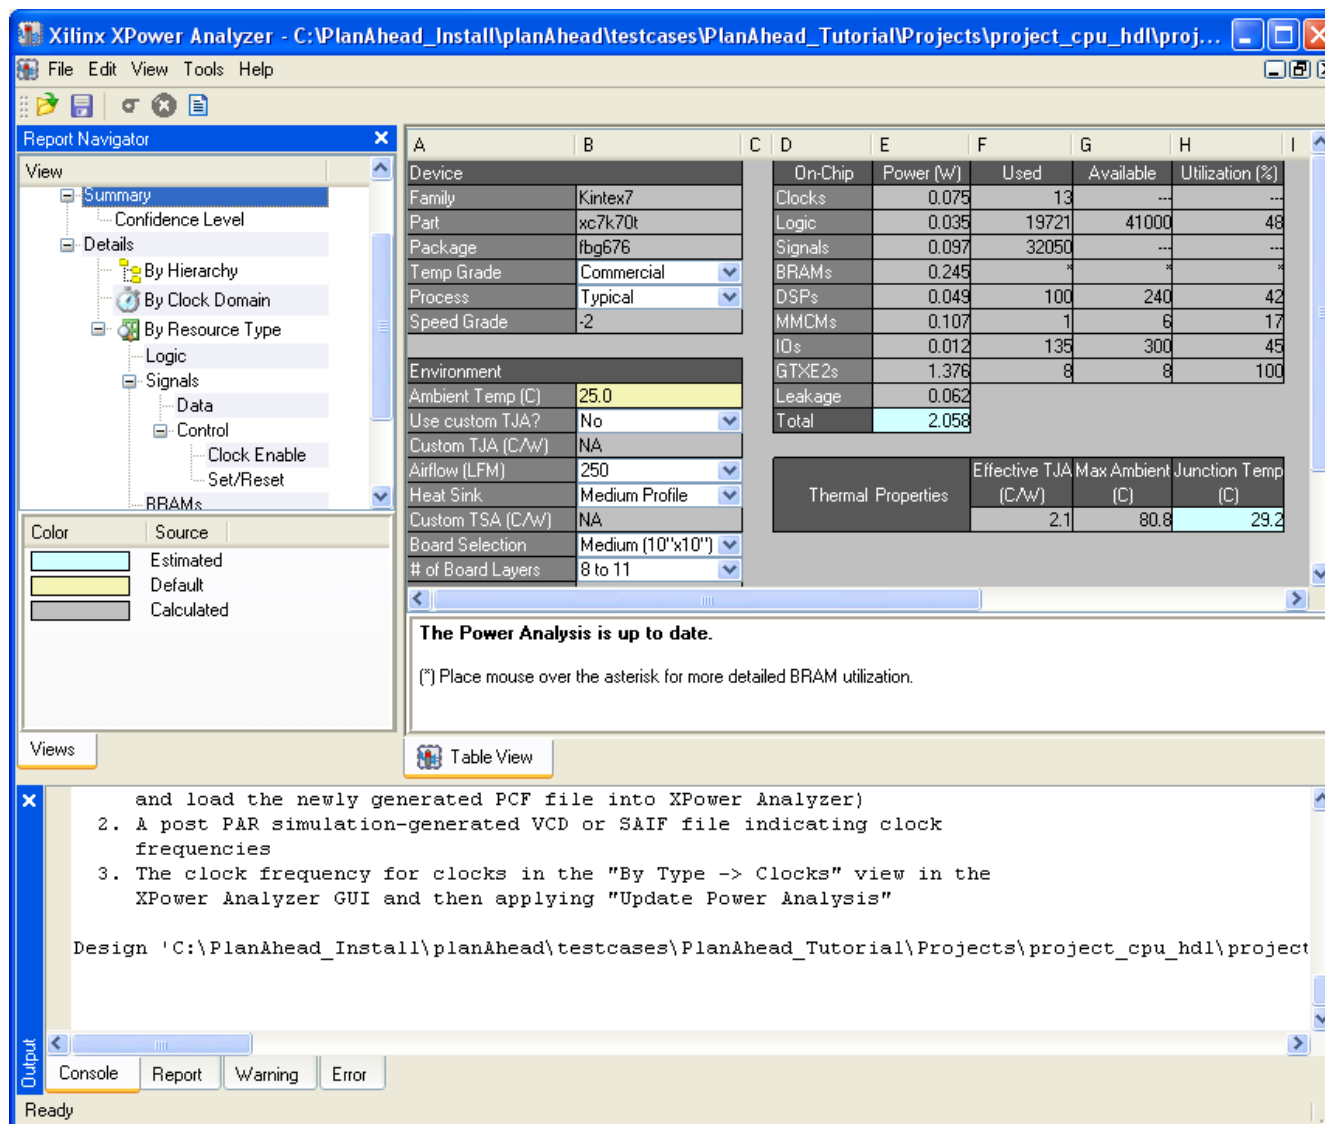 Xilinx XPower Analyzer - C:\PlanAhead_Install\planAhead\testcases\PlanAhead_Tutorial\Projects\project_cpu_hdl\proj...
File Edit View Tools Help
Report Navigator
View
Summary
Confidence Level
Details
By Hierarchy
By Clock Domain
By Resource Type
Logic
Signals
Data
Control
Clock Enable
Set/Reset
BRAMs
Color Source
Estimated
Default
Calculated
Views
A B C D E F G H I
Device
Family Kintex7
Part xc7k70t
Package fbg676
Temp Grade Commercial
Process Typical
Speed Grade -2
Environment
Ambient Temp (C) 25.0
Use custom TJA? No
Custom TJA (C/W) NA
Airflow (LFM) 250
Heat Sink Medium Profile
Custom TSA (C/W) NA
Board Selection Medium (10"x10")
# of Board Layers 8 to 11
On-Chip Power (W) Used Available Utilization (%)
Clocks 0.075 13 --- ---
Logic 0.035 19721 41000 48
Signals 0.097 32050 --- ---
BRAMs 0.245 * * *
DSPs 0.049 100 240 42
MMCMs 0.107 1 6 17
IOs 0.012 135 300 45
GTXE2s 1.376 8 8 100
Leakage 0.062
Total 2.058
Effective TJA Max Ambient Junction Temp
Thermal Properties (C/W) (C) (C)
2.1 80.8 29.2
The Power Analysis is up to date.
(*) Place mouse over the asterisk for more detailed BRAM utilization.
Table View
and load the newly generated PCF file into XPower Analyzer)
2. A post PAR simulation-generated VCD or SAIF file indicating clock
frequencies
3. The clock frequency for clocks in the "By Type -> Clocks" view in the
XPower Analyzer GUI and then applying "Update Power Analysis"
Design 'C:\PlanAhead_Install\planAhead\testcases\PlanAhead_Tutorial\Projects\project_cpu_hdl\project
Output
Console Report Warning Error
Ready